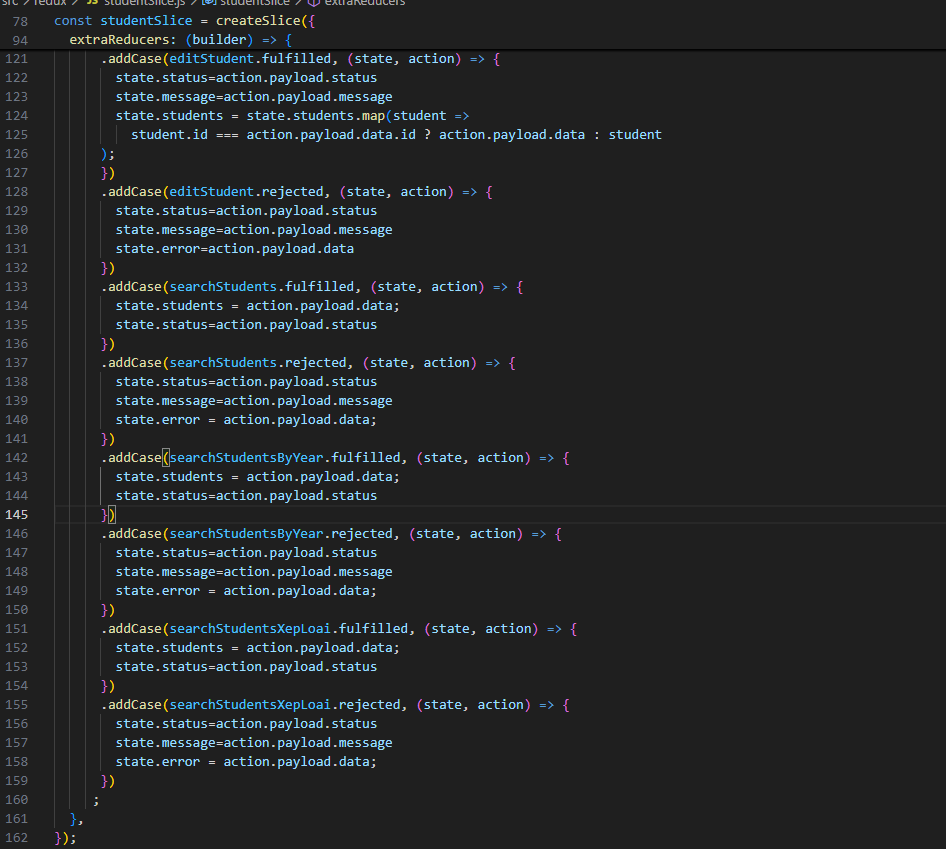 src > redux > JS studentSlice.js > studentSlice > extraReducers
78 const studentSlice = createSlice({
94 extraReducers: (builder) => {
121 .addCase(editStudent.fulfilled, (state, action) => {
122 state.status=action.payload.status
123 state.message=action.payload.message
124 state.students = state.students.map(student =>
125 student.id === action.payload.data.id ? action.payload.data : student
126 );
127 })
128 .addCase(editStudent.rejected, (state, action) => {
129 state.status=action.payload.status
130 state.message=action.payload.message
131 state.error=action.payload.data
132 })
133 .addCase(searchStudents.fulfilled, (state, action) => {
134 state.students = action.payload.data;
135 state.status=action.payload.status
136 })
137 .addCase(searchStudents.rejected, (state, action) => {
138 state.status=action.payload.status
139 state.message=action.payload.message
140 state.error = action.payload.data;
141 })
142 .addCase(searchStudentsByYear.fulfilled, (state, action) => {
143 state.students = action.payload.data;
144 state.status=action.payload.status
145 })
146 .addCase(searchStudentsByYear.rejected, (state, action) => {
147 state.status=action.payload.status
148 state.message=action.payload.message
149 state.error = action.payload.data;
150 })
151 .addCase(searchStudentsXepLoai.fulfilled, (state, action) => {
152 state.students = action.payload.data;
153 state.status=action.payload.status
154 })
155 .addCase(searchStudentsXepLoai.rejected, (state, action) => {
156 state.status=action.payload.status
157 state.message=action.payload.message
158 state.error = action.payload.data;
159 })
160 ;
161 },
162 });